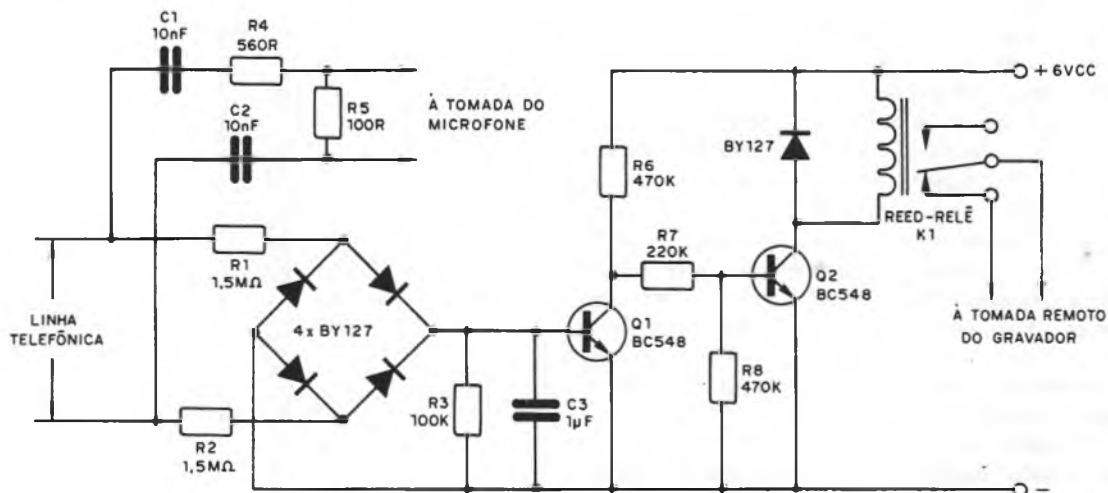 C1
10nF
R4
560R
C2
10nF
R5
100R
À TOMADA DO
MICROFONE
+ 6VCC
BY127
R6
470K
REED-RELÊ
K1
R7
220K
R1
1,5MΩ
Q2
BC548
LINHA
TELEFÔNICA
4x BY127
Q1
BC548
À TOMADA REMOTO
DO GRAVADOR
R3
100K
C3
1µF
R8
470K
R2
1,5MΩ
−